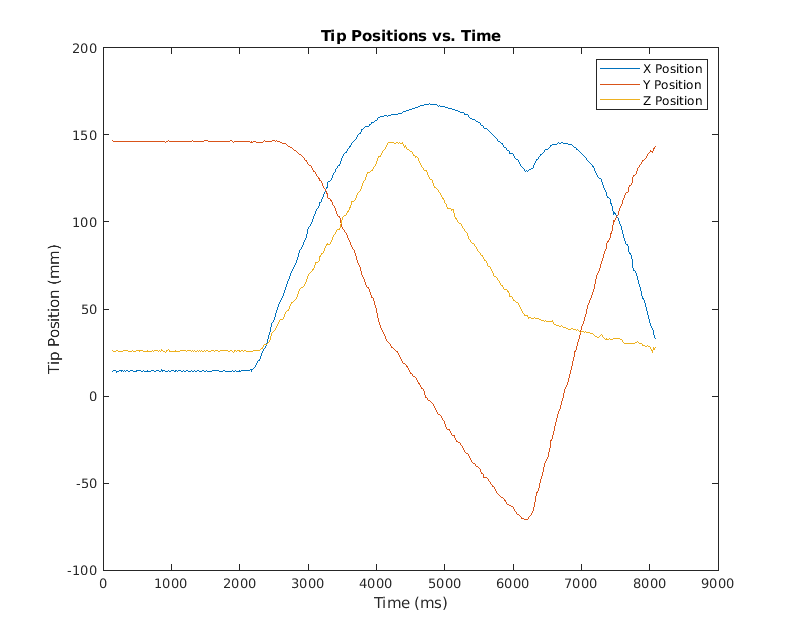 Tip Positions vs. Time
200
150
100
50
0
-50
-100
Tip Position (mm)
X Position
Y Position
Z Position
0 1000 2000 3000 4000 5000 6000 7000 8000 9000
Time (ms)